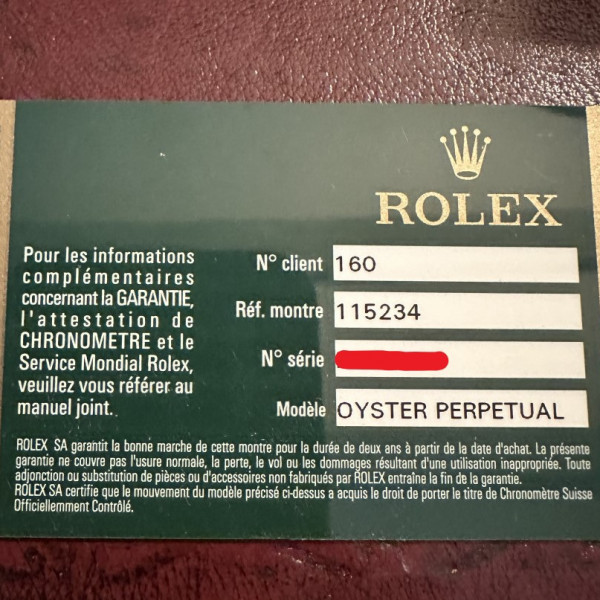 ROLEX
Pour les informations
complémentaires
concernant la GARANTIE,
l'attestation de
CHRONOMETRE et le
Service Mondial Rolex,
veuillez vous référer au
manuel joint.
N° client 160
Réf. montre 115234
N° série
Modèle OYSTER PERPETUAL
ROLEX SA garantit la bonne marche de cette montre pour la durée de deux ans à partir de la date d'achat. La présente
garantie ne couvre pas l'usure normale, la perte, le vol ou les dommages résultant d'une utilisation inappropriée. Toute
adjonction ou substitution de pièces ou d'accessoires non fabriqués par ROLEX entraîne la fin de la garantie.
ROLEX SA certifie que le mouvement du modèle précisé ci-dessus a acquis le droit de porter le titre de Chronomètre Suisse
Officiellement Contrôlé.